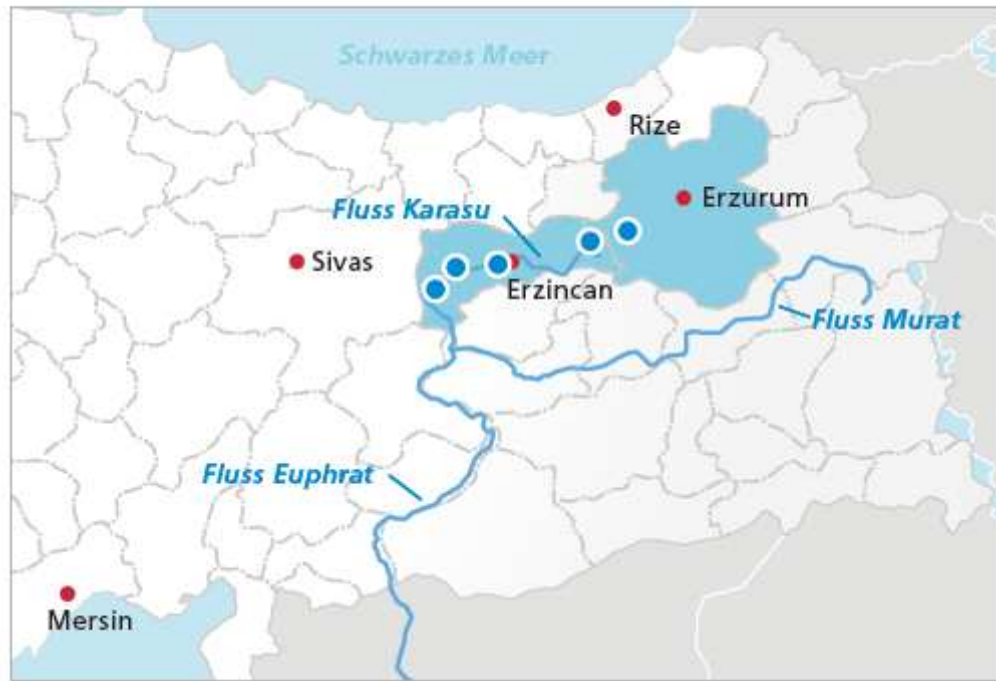 Schwarzes Meer
Rize
Erzurum
Fluss Karasu
Sivas
Erzincan
Fluss Murat
Fluss Euphrat
Mersin